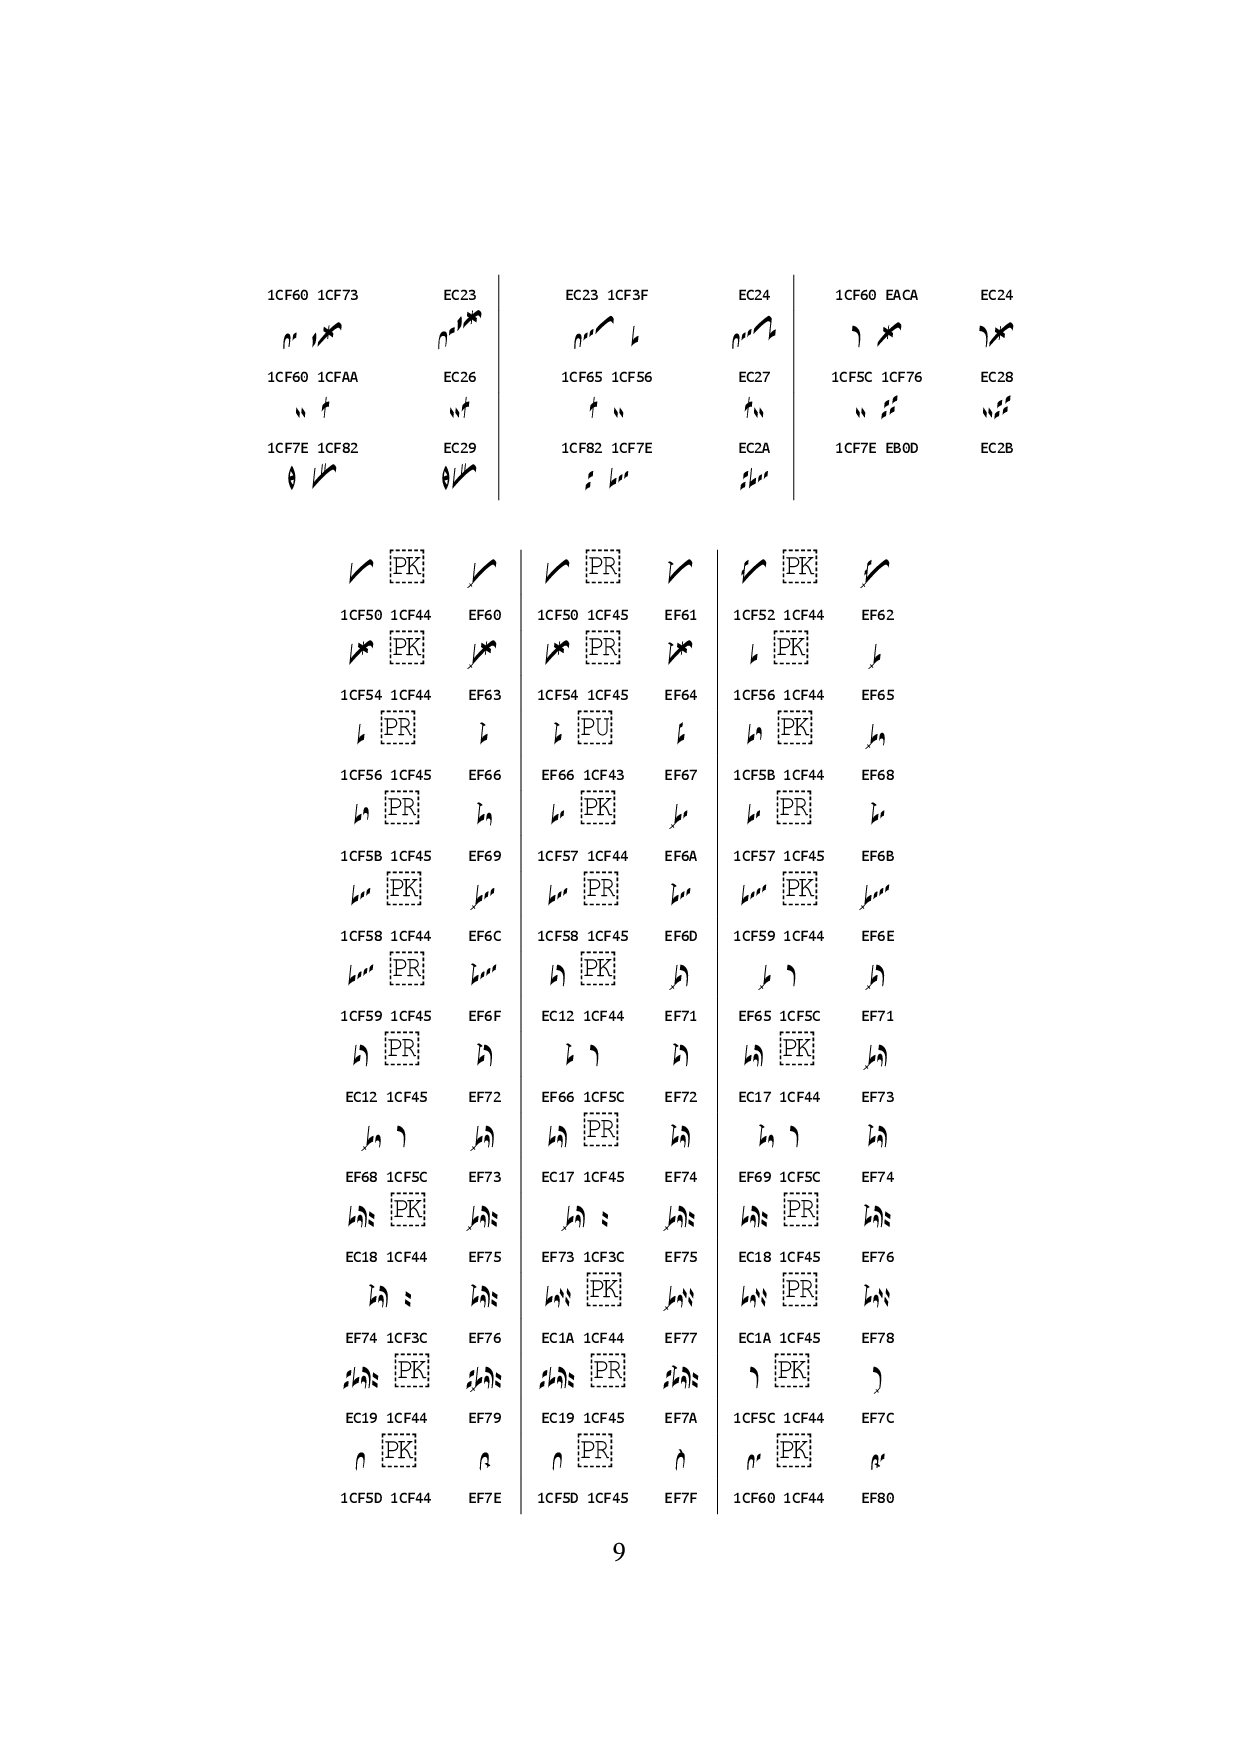 1CF60 1CF73 EC23 EC23 1CF3F EC24 1CF60 EACA EC24
1CF60 1CFAA EC26 1CF65 1CF56 EC27 1CF5C 1CF76 EC28
1CF7E 1CF82 EC29 1CF82 1CF7E EC2A 1CF7E EB0D EC2B
PK PR PK
1CF50 1CF44 EF60 1CF50 1CF45 EF61 1CF52 1CF44 EF62
PK PR PK
1CF54 1CF44 EF63 1CF54 1CF45 EF64 1CF56 1CF44 EF65
PR PU PK
1CF56 1CF45 EF66 EF66 1CF43 EF67 1CF5B 1CF44 EF68
PR PK PR
1CF5B 1CF45 EF69 1CF57 1CF44 EF6A 1CF57 1CF45 EF6B
PK PR PK
1CF58 1CF44 EF6C 1CF58 1CF45 EF6D 1CF59 1CF44 EF6E
PR PK
1CF59 1CF45 EF6F EC12 1CF44 EF71 EF65 1CF5C EF71
PR PK
EC12 1CF45 EF72 EF66 1CF5C EF72 EC17 1CF44 EF73
PR
EF68 1CF5C EF73 EC17 1CF45 EF74 EF69 1CF5C EF74
PK PR
EC18 1CF44 EF75 EF73 1CF3C EF75 EC18 1CF45 EF76
PK PR
EF74 1CF3C EF76 EC1A 1CF44 EF77 EC1A 1CF45 EF78
PK PR PK
EC19 1CF44 EF79 EC19 1CF45 EF7A 1CF5C 1CF44 EF7C
PK PR PK
1CF5D 1CF44 EF7E 1CF5D 1CF45 EF7F 1CF60 1CF44 EF80
9